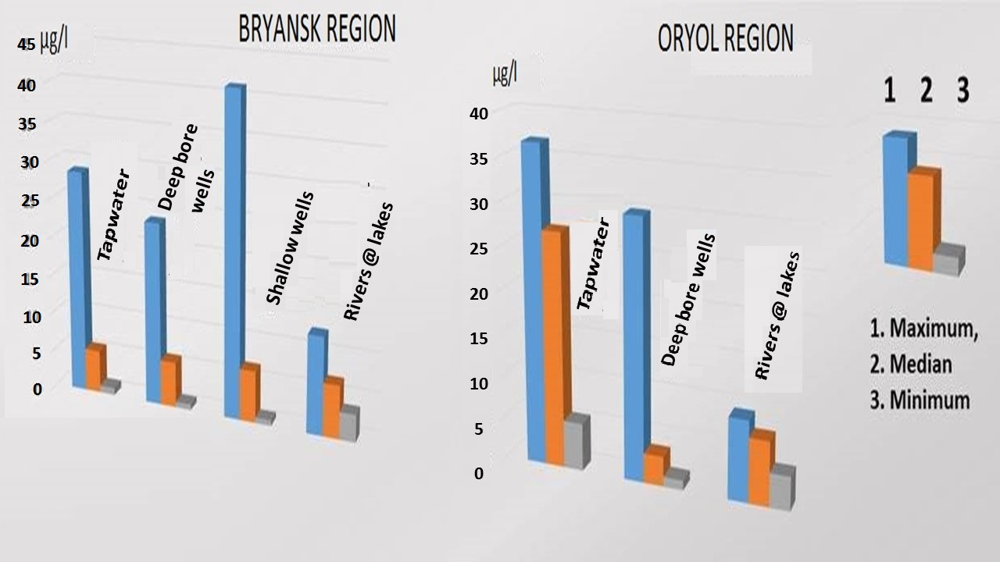 BRYANSK REGION
µg/l
45
40
35
30
25
20
15
10
5
0
Tapwater
Deep bore
wells
Shallow wells
Rivers @ lakes
ORYOL REGION
µg/l
40
35
30
25
20
15
10
5
0
Tapwater
Deep bore wells
Rivers @ lakes
1 2 3
1. Maximum,
2. Median
3. Minimum